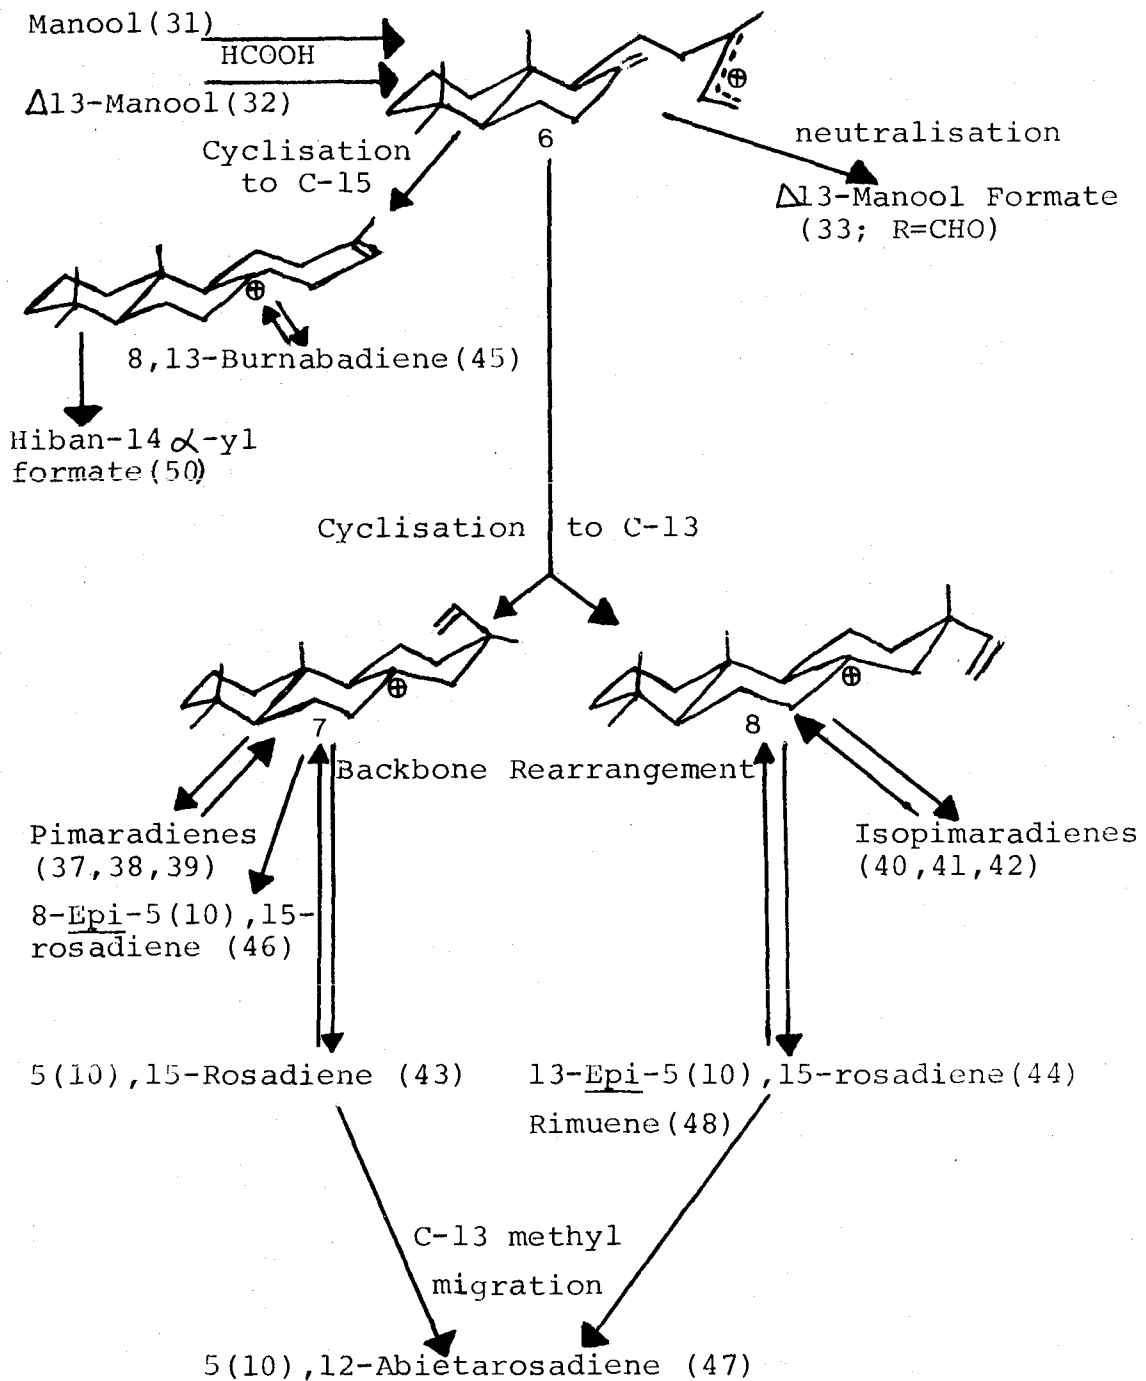 Manool(31)
HCOOH
Δ13-Manool(32)
⊕
6
neutralisation
Δ13-Manool Formate
(33; R=CHO)
Cyclisation
to C-15
⊕
8,13-Burnabadiene(45)
Hiban-14 α-yl
formate(50)
Cyclisation to C-13
⊕
7
⊕
8
Backbone Rearrangement
Pimaradienes
(37,38,39)
Isopimaradienes
(40,41,42)
8-Epi-5(10),15-
rosadiene (46)
5(10),15-Rosadiene (43)
13-Epi-5(10),15-rosadiene(44)
Rimuene(48)
C-13 methyl
migration
5(10),12-Abietarosadiene (47)